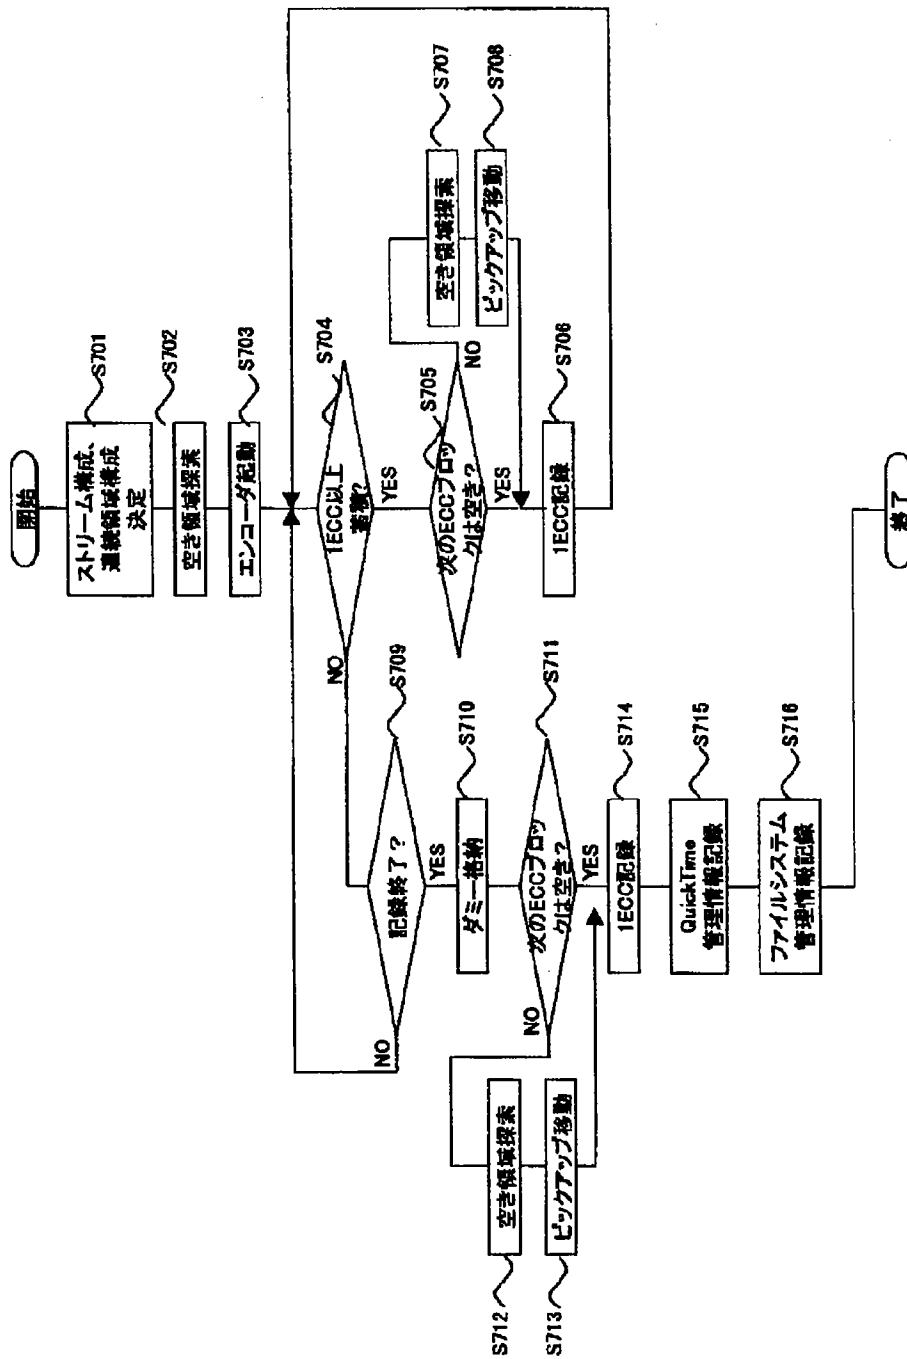 開始
ストリーム構成、
連続領域構成
決定
S701
空き領域探索
S702
エンコーダ起動
S703
1ECC以上
蓄積?
S704
YES
NO
次のECCブロッ
クは空き?
S705
YES
NO
空き領域探索
S707
ピックアップ移動
S708
1ECC記録
S706
記録終了?
S709
NO
YES
ダミー格納
S710
次のECCブロッ
クは空き?
S711
NO
YES
空き領域探索
S712
ピックアップ移動
S713
1ECC記録
S714
QuickTime
管理情報記録
S715
ファイルシステム
管理情報記録
S716
終了